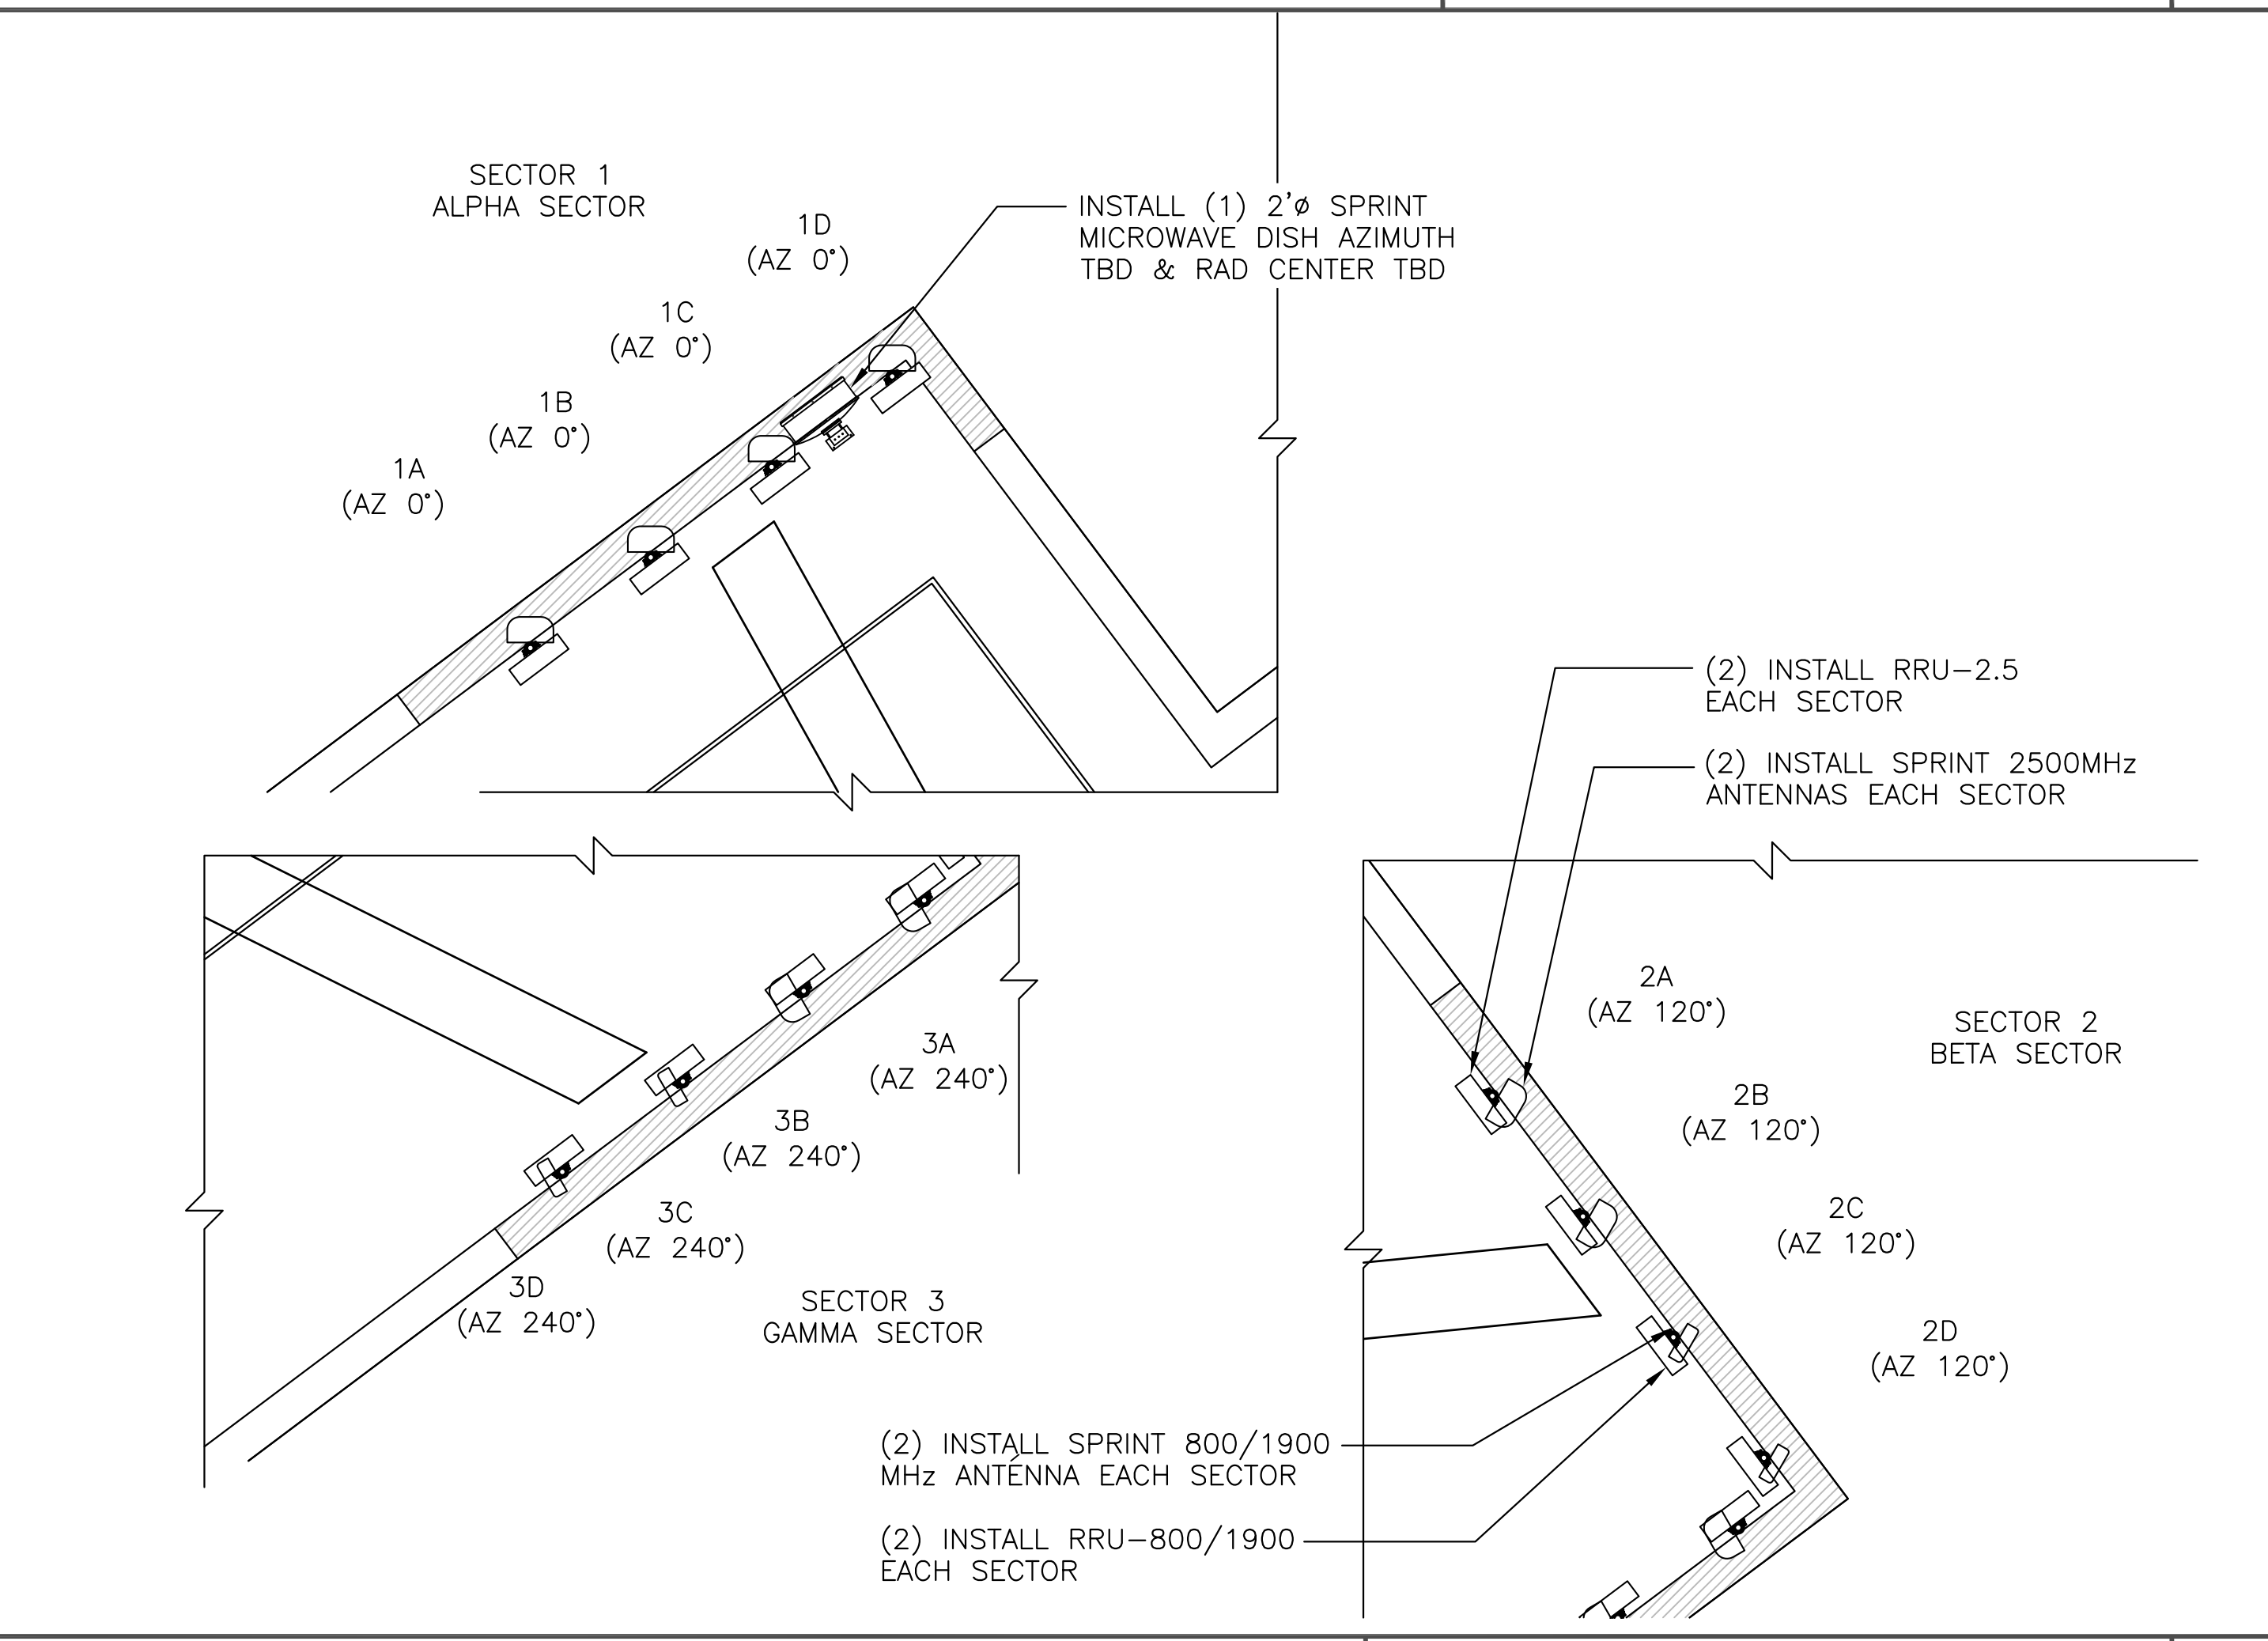 SECTOR 1
ALPHA SECTOR
1D
(AZ 0°)
1C
(AZ 0°)
1B
(AZ 0°)
1A
(AZ 0°)
INSTALL (1) 2'ø SPRINT
MICROWAVE DISH AZIMUTH
TBD & RAD CENTER TBD
(2) INSTALL RRU-2.5
EACH SECTOR
(2) INSTALL SPRINT 2500MHz
ANTENNAS EACH SECTOR
2A
(AZ 120°)
SECTOR 2
BETA SECTOR
2B
(AZ 120°)
2C
(AZ 120°)
2D
(AZ 120°)
3A
(AZ 240°)
3B
(AZ 240°)
3C
(AZ 240°)
3D
(AZ 240°)
SECTOR 3
GAMMA SECTOR
(2) INSTALL SPRINT 800/1900
MHz ANTENNA EACH SECTOR
(2) INSTALL RRU-800/1900
EACH SECTOR